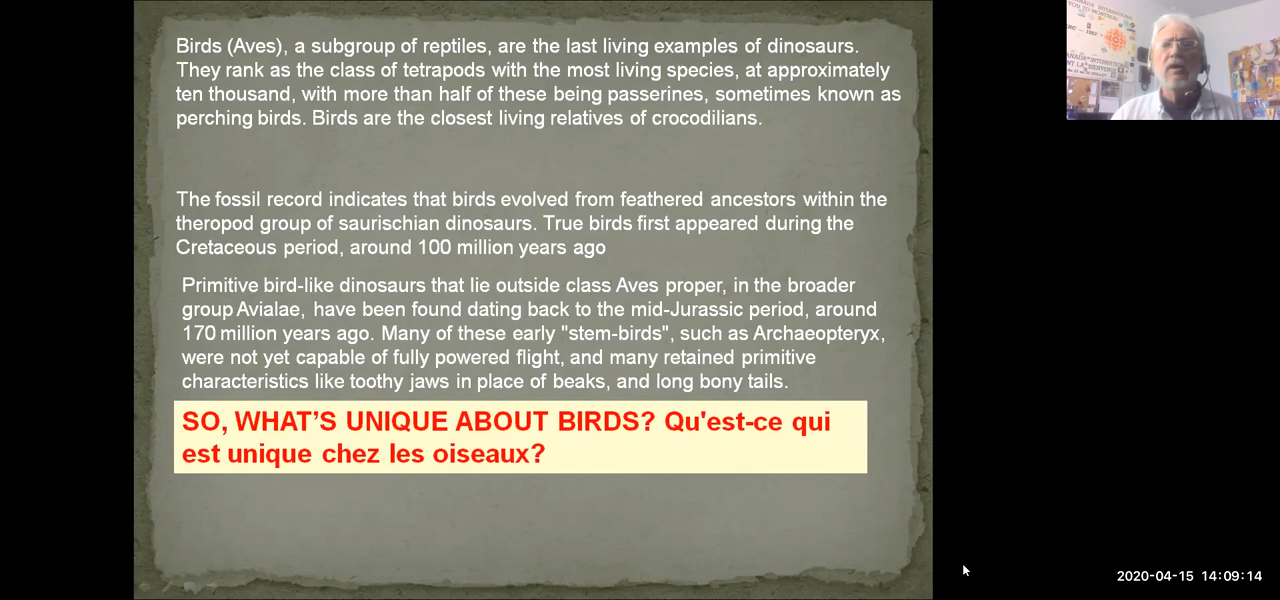 Birds (Aves), a subgroup of reptiles, are the last living examples of dinosaurs.
They rank as the class of tetrapods with the most living species, at approximately
ten thousand, with more than half of these being passerines, sometimes known as
perching birds. Birds are the closest living relatives of crocodilians.
The fossil record indicates that birds evolved from feathered ancestors within the
theropod group of saurischian dinosaurs. True birds first appeared during the
Cretaceous period, around 100 million years ago
Primitive bird-like dinosaurs that lie outside class Aves proper, in the broader
group Avialae, have been found dating back to the mid-Jurassic period, around
170 million years ago. Many of these early "stem-birds", such as Archaeopteryx,
were not yet capable of fully powered flight, and many retained primitive
characteristics like toothy jaws in place of beaks, and long bony tails.
SO, WHAT’S UNIQUE ABOUT BIRDS? Qu'est-ce qui
est unique chez les oiseaux?
2020-04-15 14:09:14